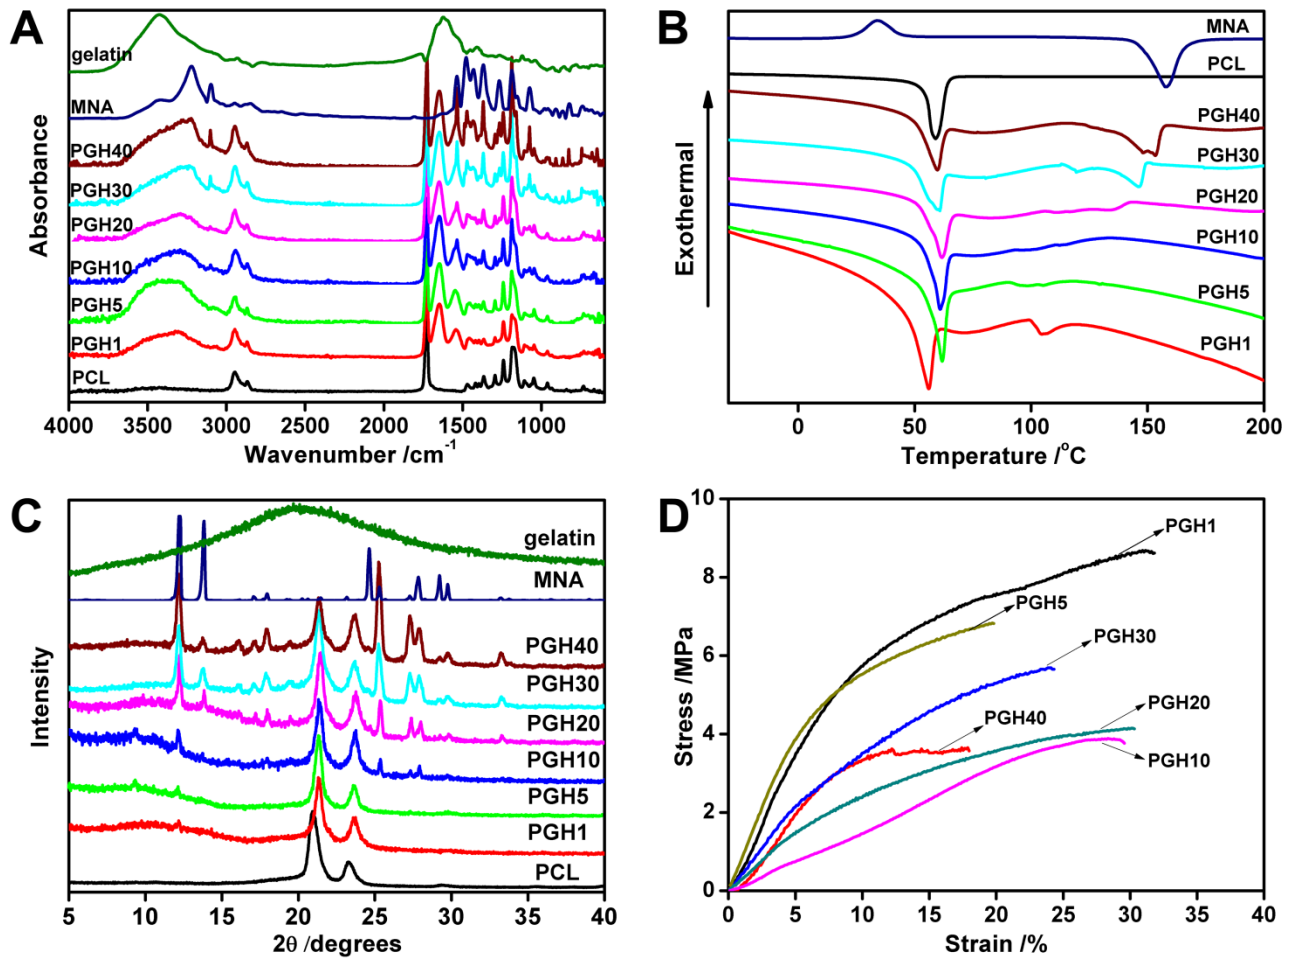 A
gelatin
MNA
PGH40
PGH30
PGH20
PGH10
PGH5
PGH1
PCL
Absorbance
4000 3500 3000 2500 2000 1500 1000
Wavenumber /cm-1
B
MNA
PCL
PGH40
PGH30
PGH20
PGH10
PGH5
PGH1
Exothermal
0 50 100 150 200
Temperature /°C
C
gelatin
MNA
PGH40
PGH30
PGH20
PGH10
PGH5
PGH1
PCL
Intensity
5 10 15 20 25 30 35 40
2θ /degrees
D
10
8
6
4
2
0
PGH1
PGH5
PGH30
PGH40
PGH20
PGH10
Stress /MPa
0 5 10 15 20 25 30 35 40
Strain /%